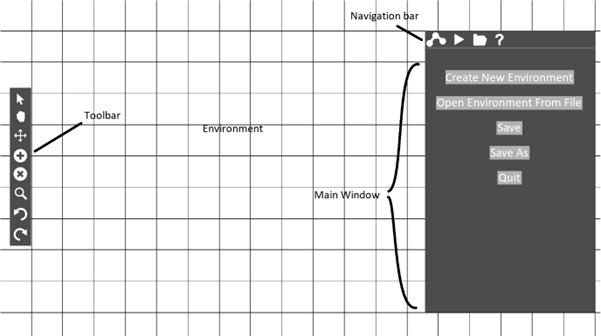 Navigation bar
?
Create New Environment
Toolbar
Open Environment From File
Environment
Save
Save As
Quit
Main Window